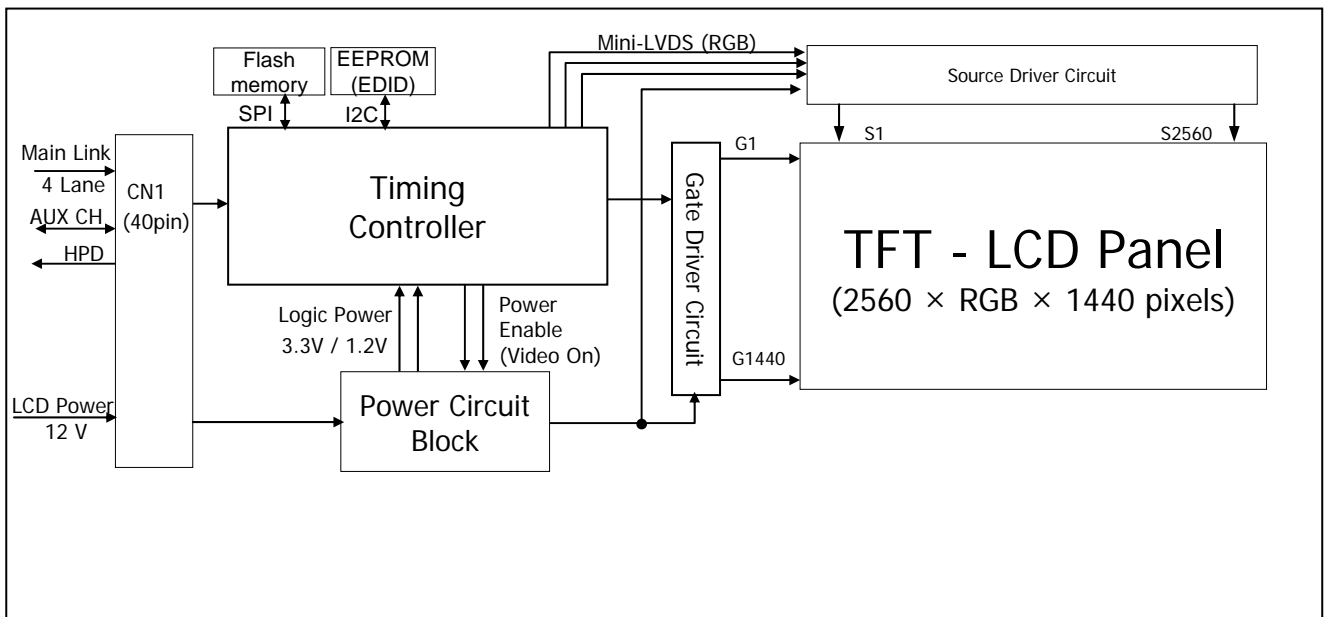 Flash
memory
EEPROM
(EDID)
SPI
I2C
Mini-LVDS (RGB)
Source Driver Circuit
S1
S2560
Main Link
4 Lane
AUX CH
HPD
CN1
(40pin)
Timing
Controller
Gate Driver Circuit
G1
G1440
TFT - LCD Panel
(2560 × RGB × 1440 pixels)
Logic Power
3.3V / 1.2V
Power
Enable
(Video On)
LCD Power
12 V
Power Circuit
Block